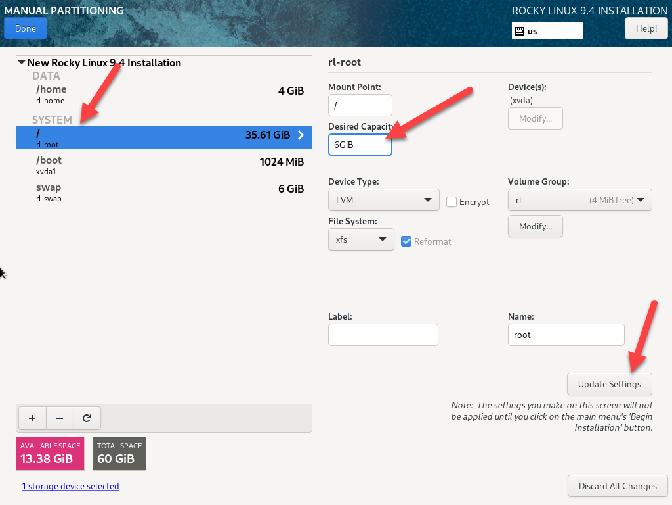 MANUAL PARTITIONING
ROCKY LINUX 9.4 INSTALLATION
Done
us
Help!
New Rocky Linux 9.4 Installation
DATA
/home
rl-home
4 GiB
SYSTEM
/
rl-root
35.61 GiB
/boot
xvda1
1024 MiB
swap
rl-swap
6 GiB
+
−
AVAILABLE SPACE
13.38 GiB
TOTAL SPACE
60 GiB
1 storage device selected
rl-root
Mount Point:
/
Device(s):
(xvda)
Modify...
Desired Capacity
6GiB
Device Type:
LVM
Encrypt
Volume Group:
rl
(4 MiB free)
Modify...
File System:
xfs
Reformat
Label:
Name:
root
Update Settings
Note: The settings you make on this screen will not
be applied until you click on the main menu's 'Begin
Installation' button.
Discard All Changes